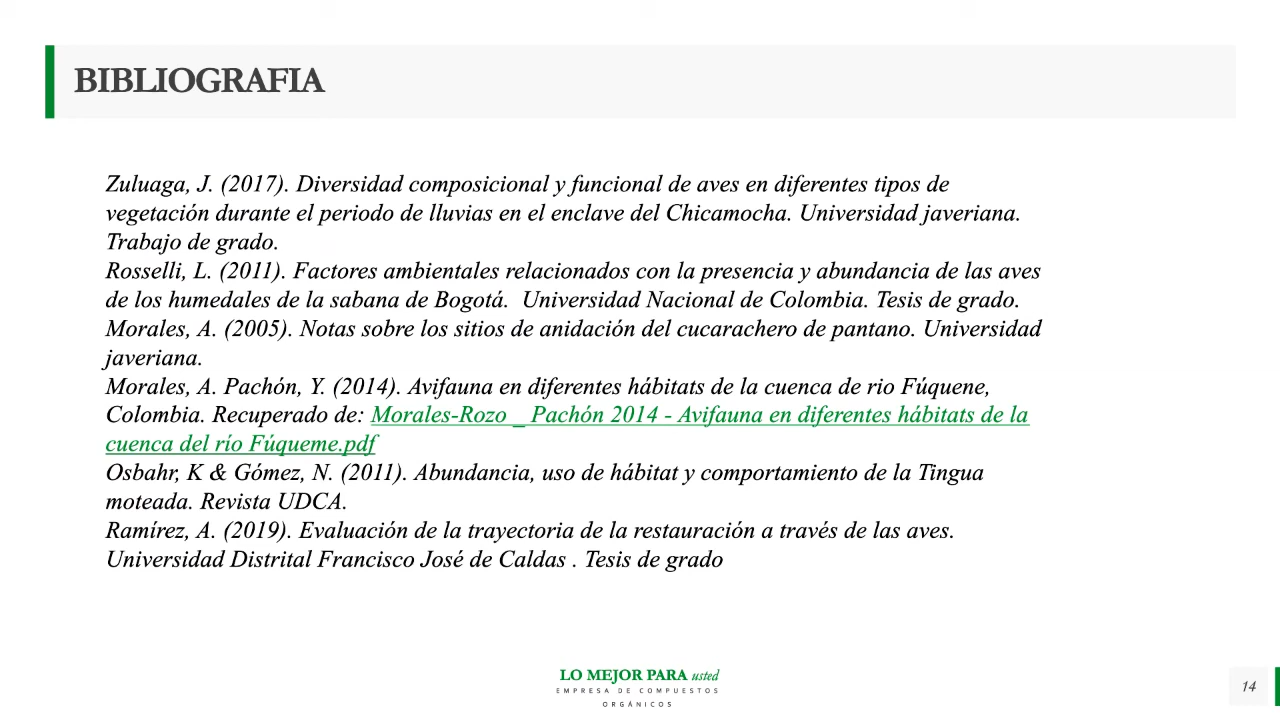 BIBLIOGRAFIA
Zuluaga, J. (2017). Diversidad composicional y funcional de aves en diferentes tipos de
vegetación durante el periodo de lluvias en el enclave del Chicamocha. Universidad javeriana.
Trabajo de grado.
Rosselli, L. (2011). Factores ambientales relacionados con la presencia y abundancia de las aves
de los humedales de la sabana de Bogotá.  Universidad Nacional de Colombia. Tesis de grado.
Morales, A. (2005). Notas sobre los sitios de anidación del cucarachero de pantano. Universidad
javeriana.
Morales, A. Pachón, Y. (2014). Avifauna en diferentes hábitats de la cuenca de rio Fúquene,
Colombia. Recuperado de: Morales-Rozo _ Pachón 2014 - Avifauna en diferentes hábitats de la
cuenca del río Fúqueme.pdf
Osbahr, K & Gómez, N. (2011). Abundancia, uso de hábitat y comportamiento de la Tingua
moteada. Revista UDCA.
Ramírez, A. (2019). Evaluación de la trayectoria de la restauración a través de las aves.
Universidad Distrital Francisco José de Caldas . Tesis de grado
LO MEJOR PARA usted
EMPRESA DE COMPUESTOS
ORGÁNICOS
14